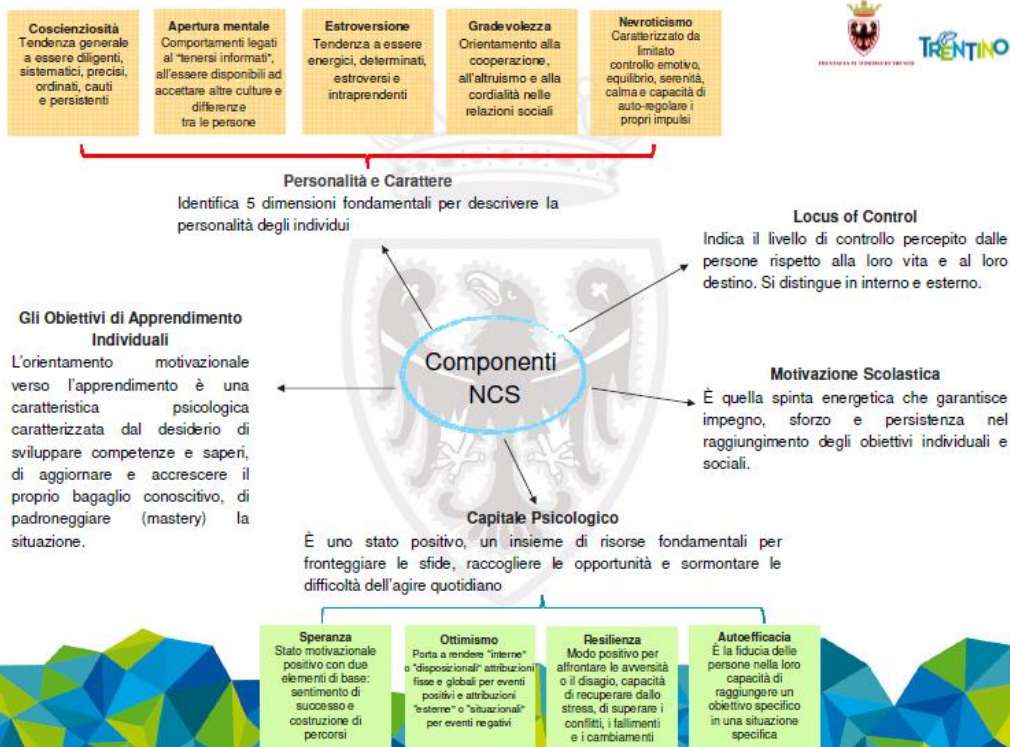 Coscienziosità
Tendenza generale
a essere diligenti,
sistematici, precisi,
ordinati, cauti
e persistenti
Apertura mentale
Comportamenti legati
al "tenersi informati",
all'essere disponibili ad
accettare altre culture e
differenze
tra le persone
Estroversione
Tendenza a essere
energici, determinati,
estroversi e
intraprendenti
Gradevolezza
Orientamento alla
cooperazione,
all'altruismo e alla
cordialità nelle
relazioni sociali
Nevroticismo
Caratterizzato da
limitato
controllo emotivo,
equilibrio, serenità,
calma e capacità di
auto-regolare i
propri impulsi
PROVINCIA AUTONOMA DI TRENTO
TRENTINO
Personalità e Carattere
Identifica 5 dimensioni fondamentali per descrivere la
personalità degli individui
Locus of Control
Indica il livello di controllo percepito dalle
persone rispetto alla loro vita e al loro
destino. Si distingue in interno e esterno.
Gli Obiettivi di Apprendimento
Individuali
L'orientamento motivazionale
verso l'apprendimento è una
caratteristica psicologica
caratterizzata dal desiderio di
sviluppare competenze e saperi,
di aggiornare e accrescere il
proprio bagaglio conoscitivo, di
padroneggiare (mastery) la
situazione.
Componenti
NCS
Motivazione Scolastica
È quella spinta energetica che garantisce
impegno, sforzo e persistenza nel
raggiungimento degli obiettivi individuali e
sociali.
Capitale Psicologico
È uno stato positivo, un insieme di risorse fondamentali per
fronteggiare le sfide, raccogliere le opportunità e sormontare le
difficoltà dell'agire quotidiano
Speranza
Stato motivazionale
positivo con due
elementi di base:
sentimento di
successo e
costruzione di
percorsi
Ottimismo
Porta a rendere "interne"
o "disposizionali" attribuzioni
fisse e globali per eventi
positivi e attribuzioni
"esterne" o "situazionali"
per eventi negativi
Resilienza
Modo positivo per
affrontare le avversità
o il disagio, capacità
di recuperare dallo
stress, di superare i
conflitti, i fallimenti
e i cambiamenti
Autoefficacia
È la fiducia delle
persone nella loro
capacità di
raggiungere un
obiettivo specifico
in una situazione
specifica